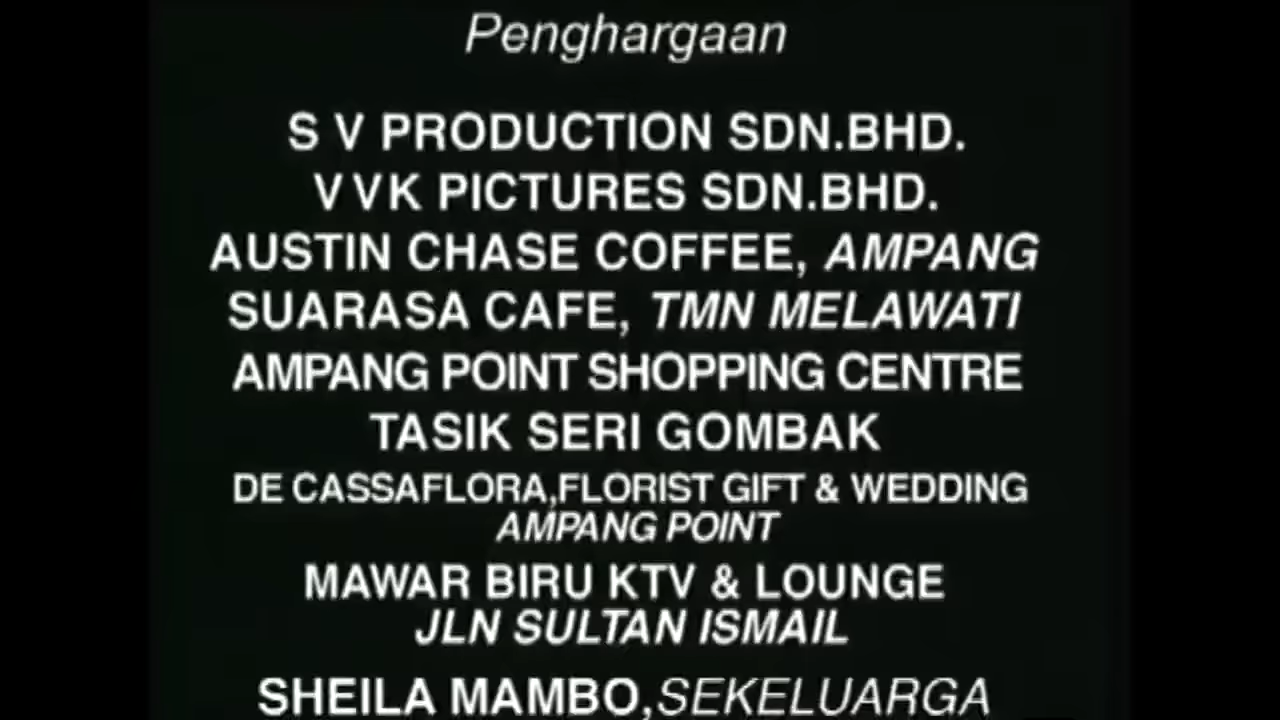 Penghargaan
S V PRODUCTION SDN.BHD.
V V K PICTURES SDN.BHD.
AUSTIN CHASE COFFEE, AMPANG
SUARASA CAFE, TMN MELAWATI
AMPANG POINT SHOPPING CENTRE
TASIK SERI GOMBAK
DE CASSAFLORA,FLORIST GIFT & WEDDING
AMPANG POINT
MAWAR BIRU KTV & LOUNGE
JLN SULTAN ISMAIL
SHEILA MAMBO,SEKELUARGA